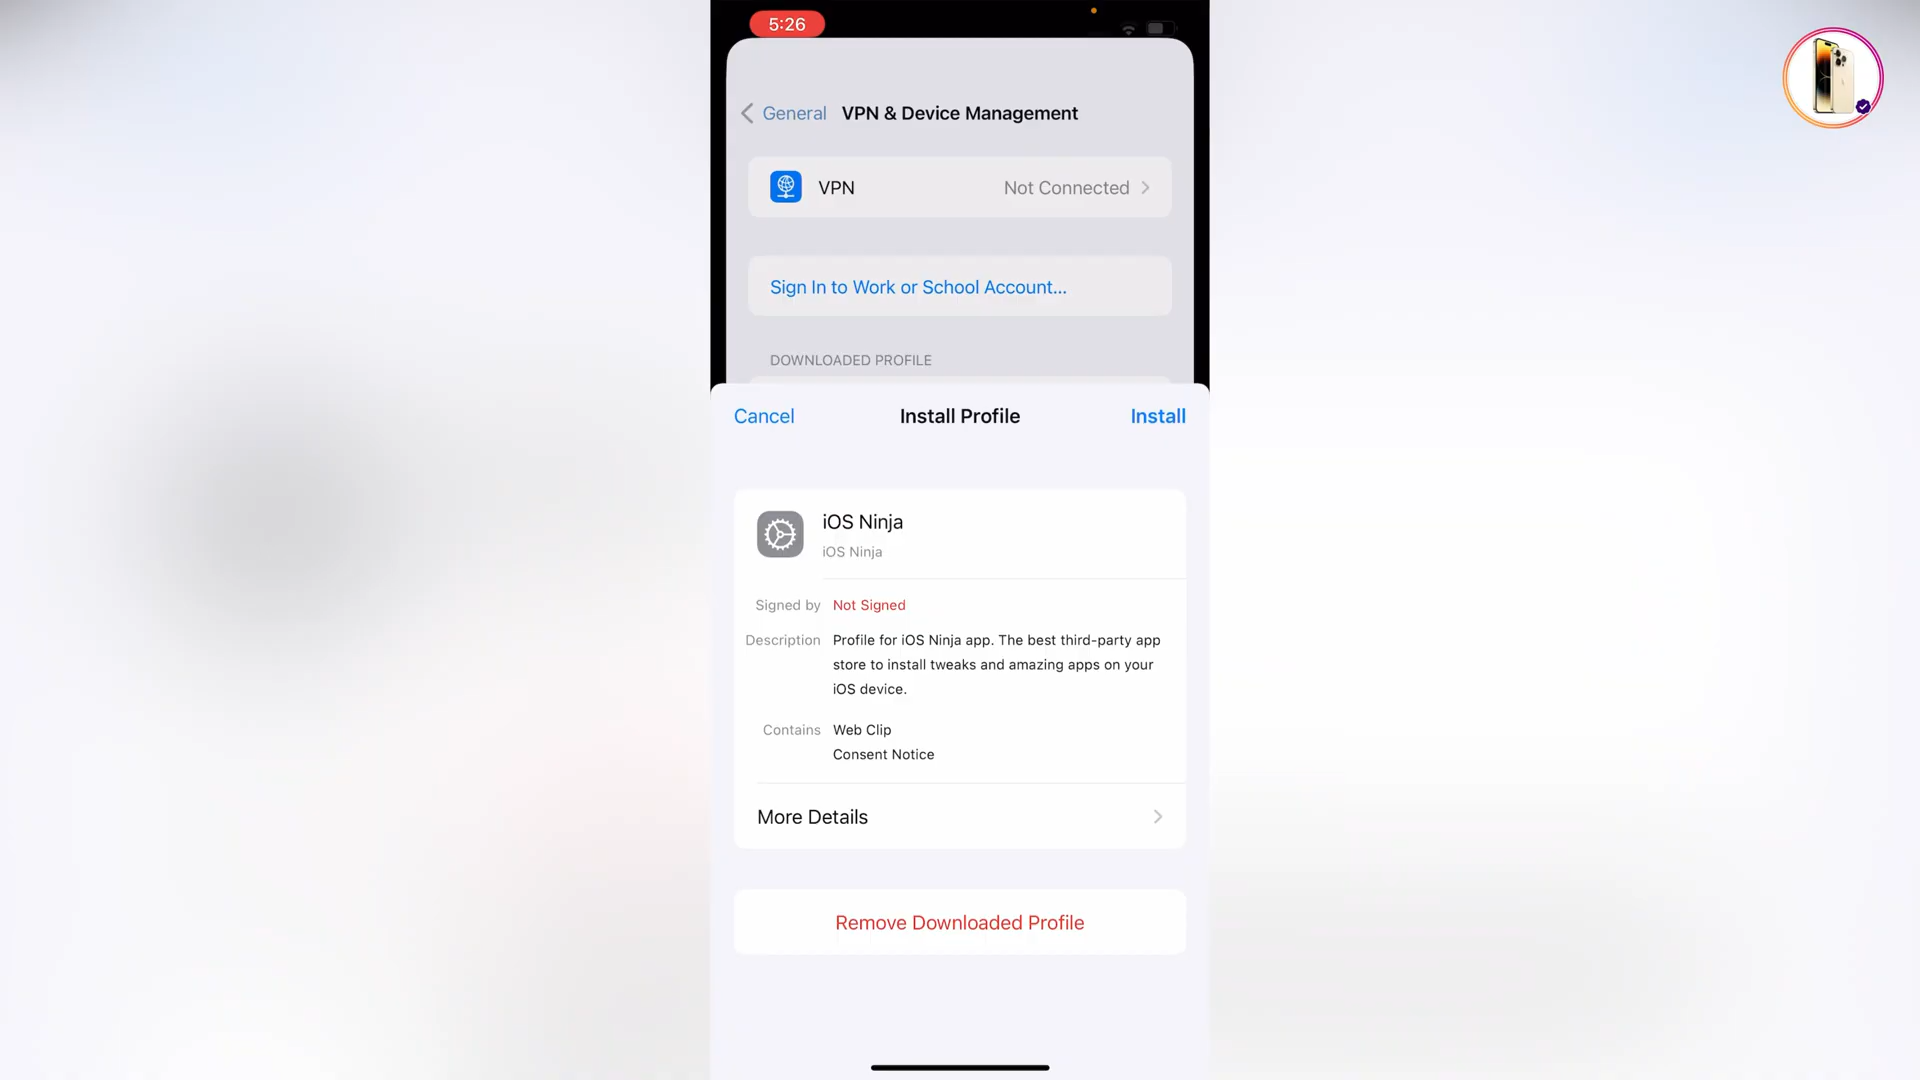 5:26
General
VPN & Device Management
VPN
Not Connected
Sign In to Work or School Account...
DOWNLOADED PROFILE
Cancel
Install Profile
Install
iOS Ninja
iOS Ninja
Signed by
Not Signed
Description
Profile for iOS Ninja app. The best third-party app
store to install tweaks and amazing apps on your
iOS device.
Contains
Web Clip
Consent Notice
More Details
Remove Downloaded Profile